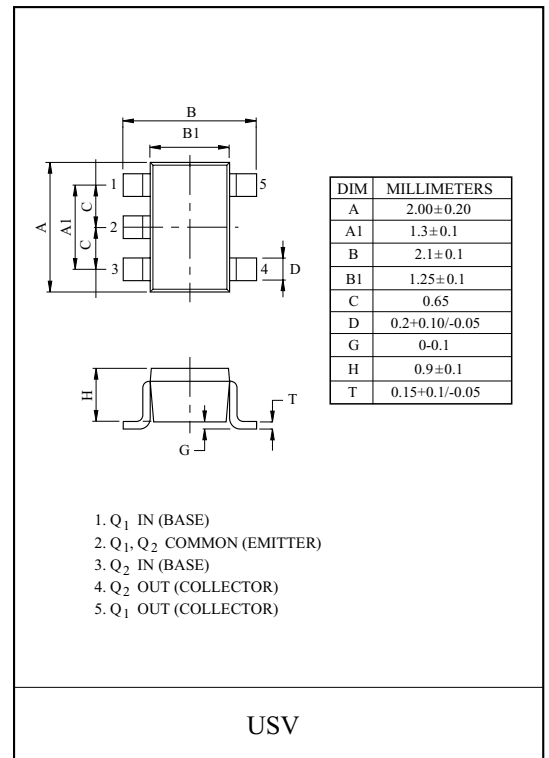 B
B1
1
5
A
A1
C
2
C
3
4
D
DIM MILLIMETERS
A 2.00±0.20
A1 1.3±0.1
B 2.1±0.1
B1 1.25±0.1
C 0.65
D 0.2+0.10/-0.05
G 0-0.1
H 0.9±0.1
T 0.15+0.1/-0.05
H
T
G
1. Q1 IN (BASE)
2. Q1, Q2 COMMON (EMITTER)
3. Q2 IN (BASE)
4. Q2 OUT (COLLECTOR)
5. Q1 OUT (COLLECTOR)
USV